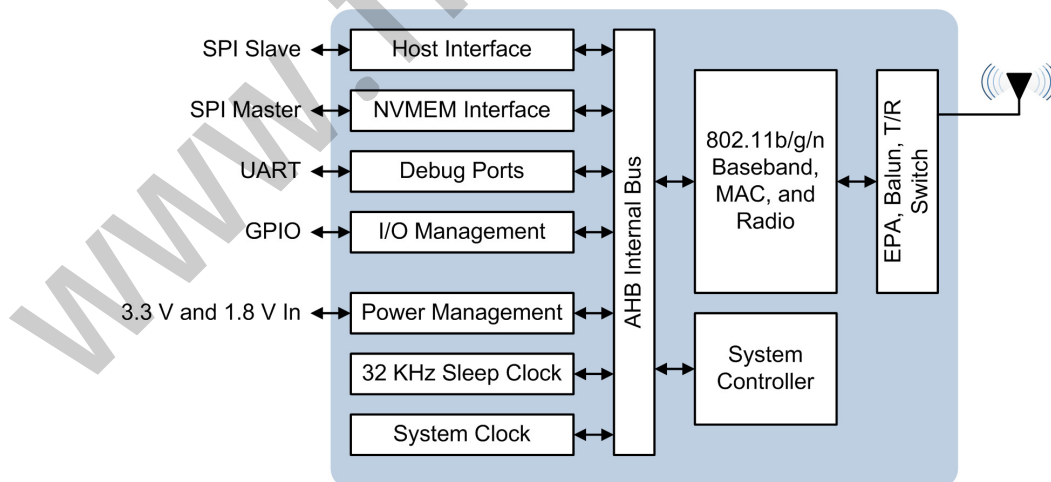 SPI Slave
Host Interface
SPI Master
NVMEM Interface
UART
Debug Ports
GPIO
I/O Management
3.3 V and 1.8 V In
Power Management
32 KHz Sleep Clock
System Clock
AHB Internal Bus
802.11b/g/n
Baseband,
MAC, and
Radio
System
Controller
EPA, Balun, T/R
Switch